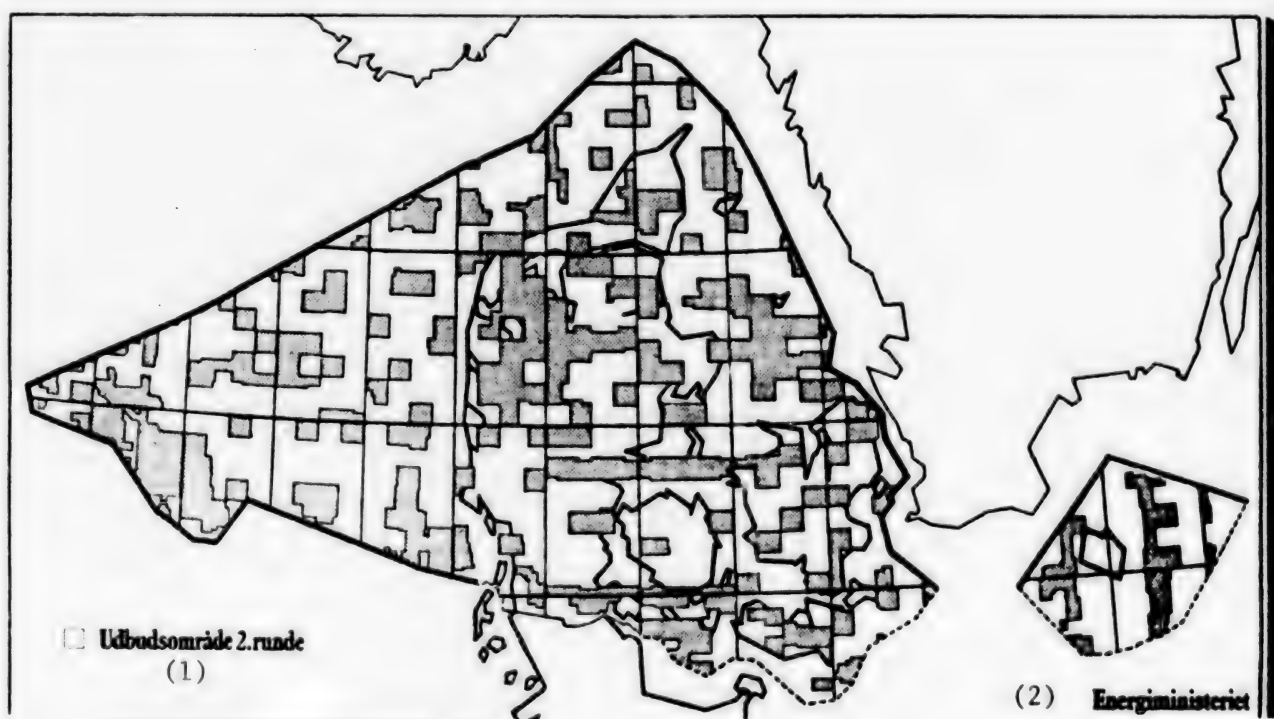 Udbudsområde 2. runde
(1)
(2) Energiministeriet